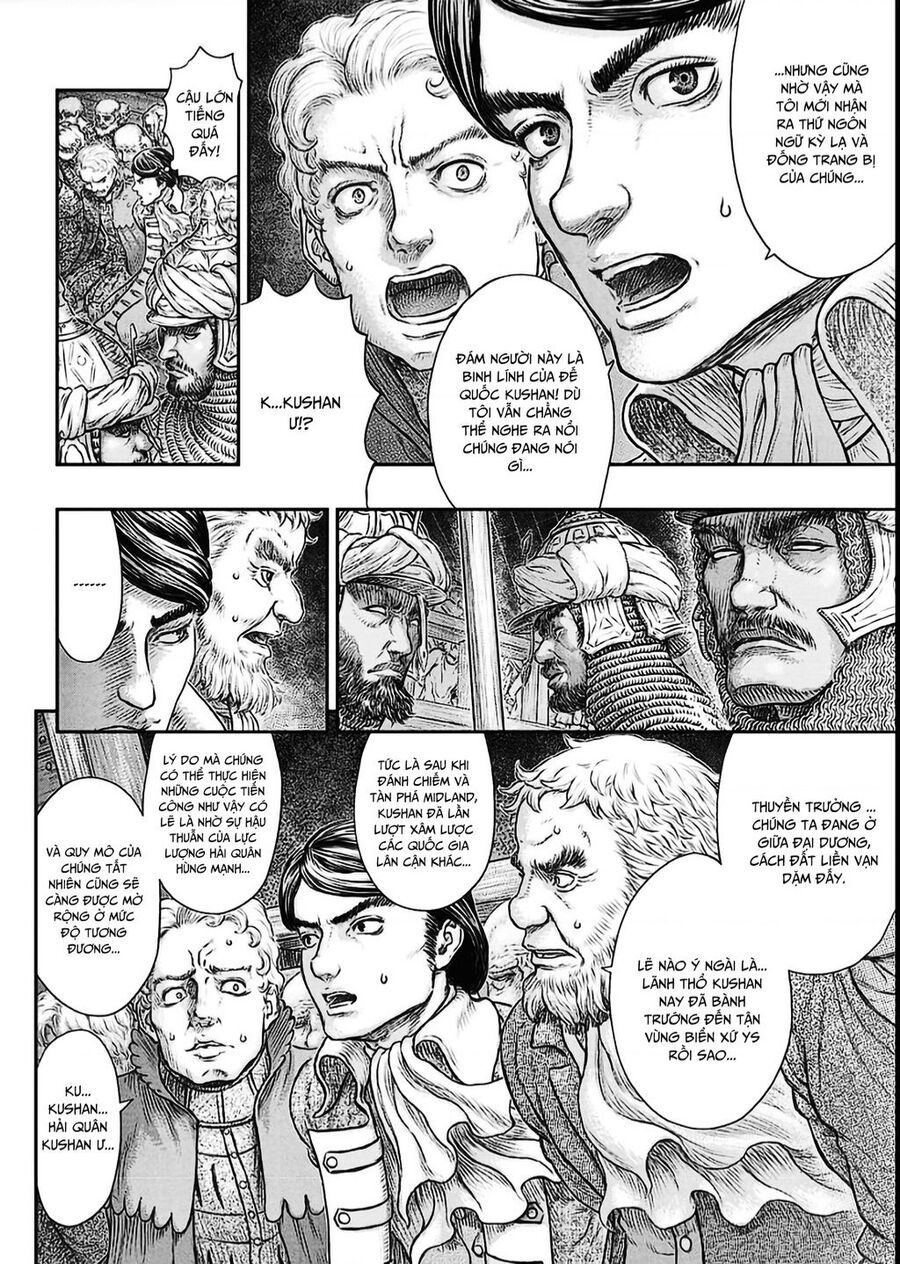 ...NHƯNG CŨNG
NHỜ VẬY MÀ
TÔI MỚI NHẬN
RA THỨ NGÔN
NGỮ KỲ LẠ VÀ
ĐỐNG TRANG BỊ
CỦA CHÚNG...
ĐÁM NGƯỜI NÀY LÀ
BINH LÍNH CỦA ĐẾ
QUỐC KUSHAN! DÙ
TÔI VẪN CHẲNG
THỂ NGHE RA NỔI
CHÚNG ĐANG NÓI
GÌ...
K...KUSHAN
Ư!?
CẬU LỚN
TIẾNG
QUÁ
ĐẤY!
-------
THUYỀN TRƯỞNG ...
CHÚNG TA ĐANG Ở
GIỮA ĐẠI DƯƠNG,
CÁCH ĐẤT LIỀN VẠN
DẶM ĐẤY.
LẼ NÀO Ý NGÀI LÀ...
LÃNH THỔ KUSHAN
NAY ĐÃ BÀNH
TRƯỚNG ĐẾN TẬN
VÙNG BIỂN XỨ YS
RỒI SAO...
TỨC LÀ SAU KHI
ĐÁNH CHIẾM VÀ
TÀN PHÁ MIDLAND,
KUSHAN ĐÃ LẦN
LƯỢT XÂM LƯỢC
CÁC QUỐC GIA
LÂN CẬN KHÁC...
LÝ DO MÀ CHÚNG
CÓ THỂ THỰC HIỆN
NHỮNG CUỘC TIẾN
CÔNG NHƯ VẬY CÓ
LẼ LÀ NHỜ SỰ HẬU
THUẪN CỦA LỰC
LƯỢNG HẢI QUÂN
HÙNG MẠNH...
VÀ QUY MÔ CỦA
CHÚNG TẤT
NHIÊN CŨNG SẼ
CÀNG ĐƯỢC MỞ
RỘNG Ở MỨC
ĐỘ TƯƠNG
ĐƯƠNG...
KU...
KUSHAN...
HẢI QUÂN
KUSHAN Ư...